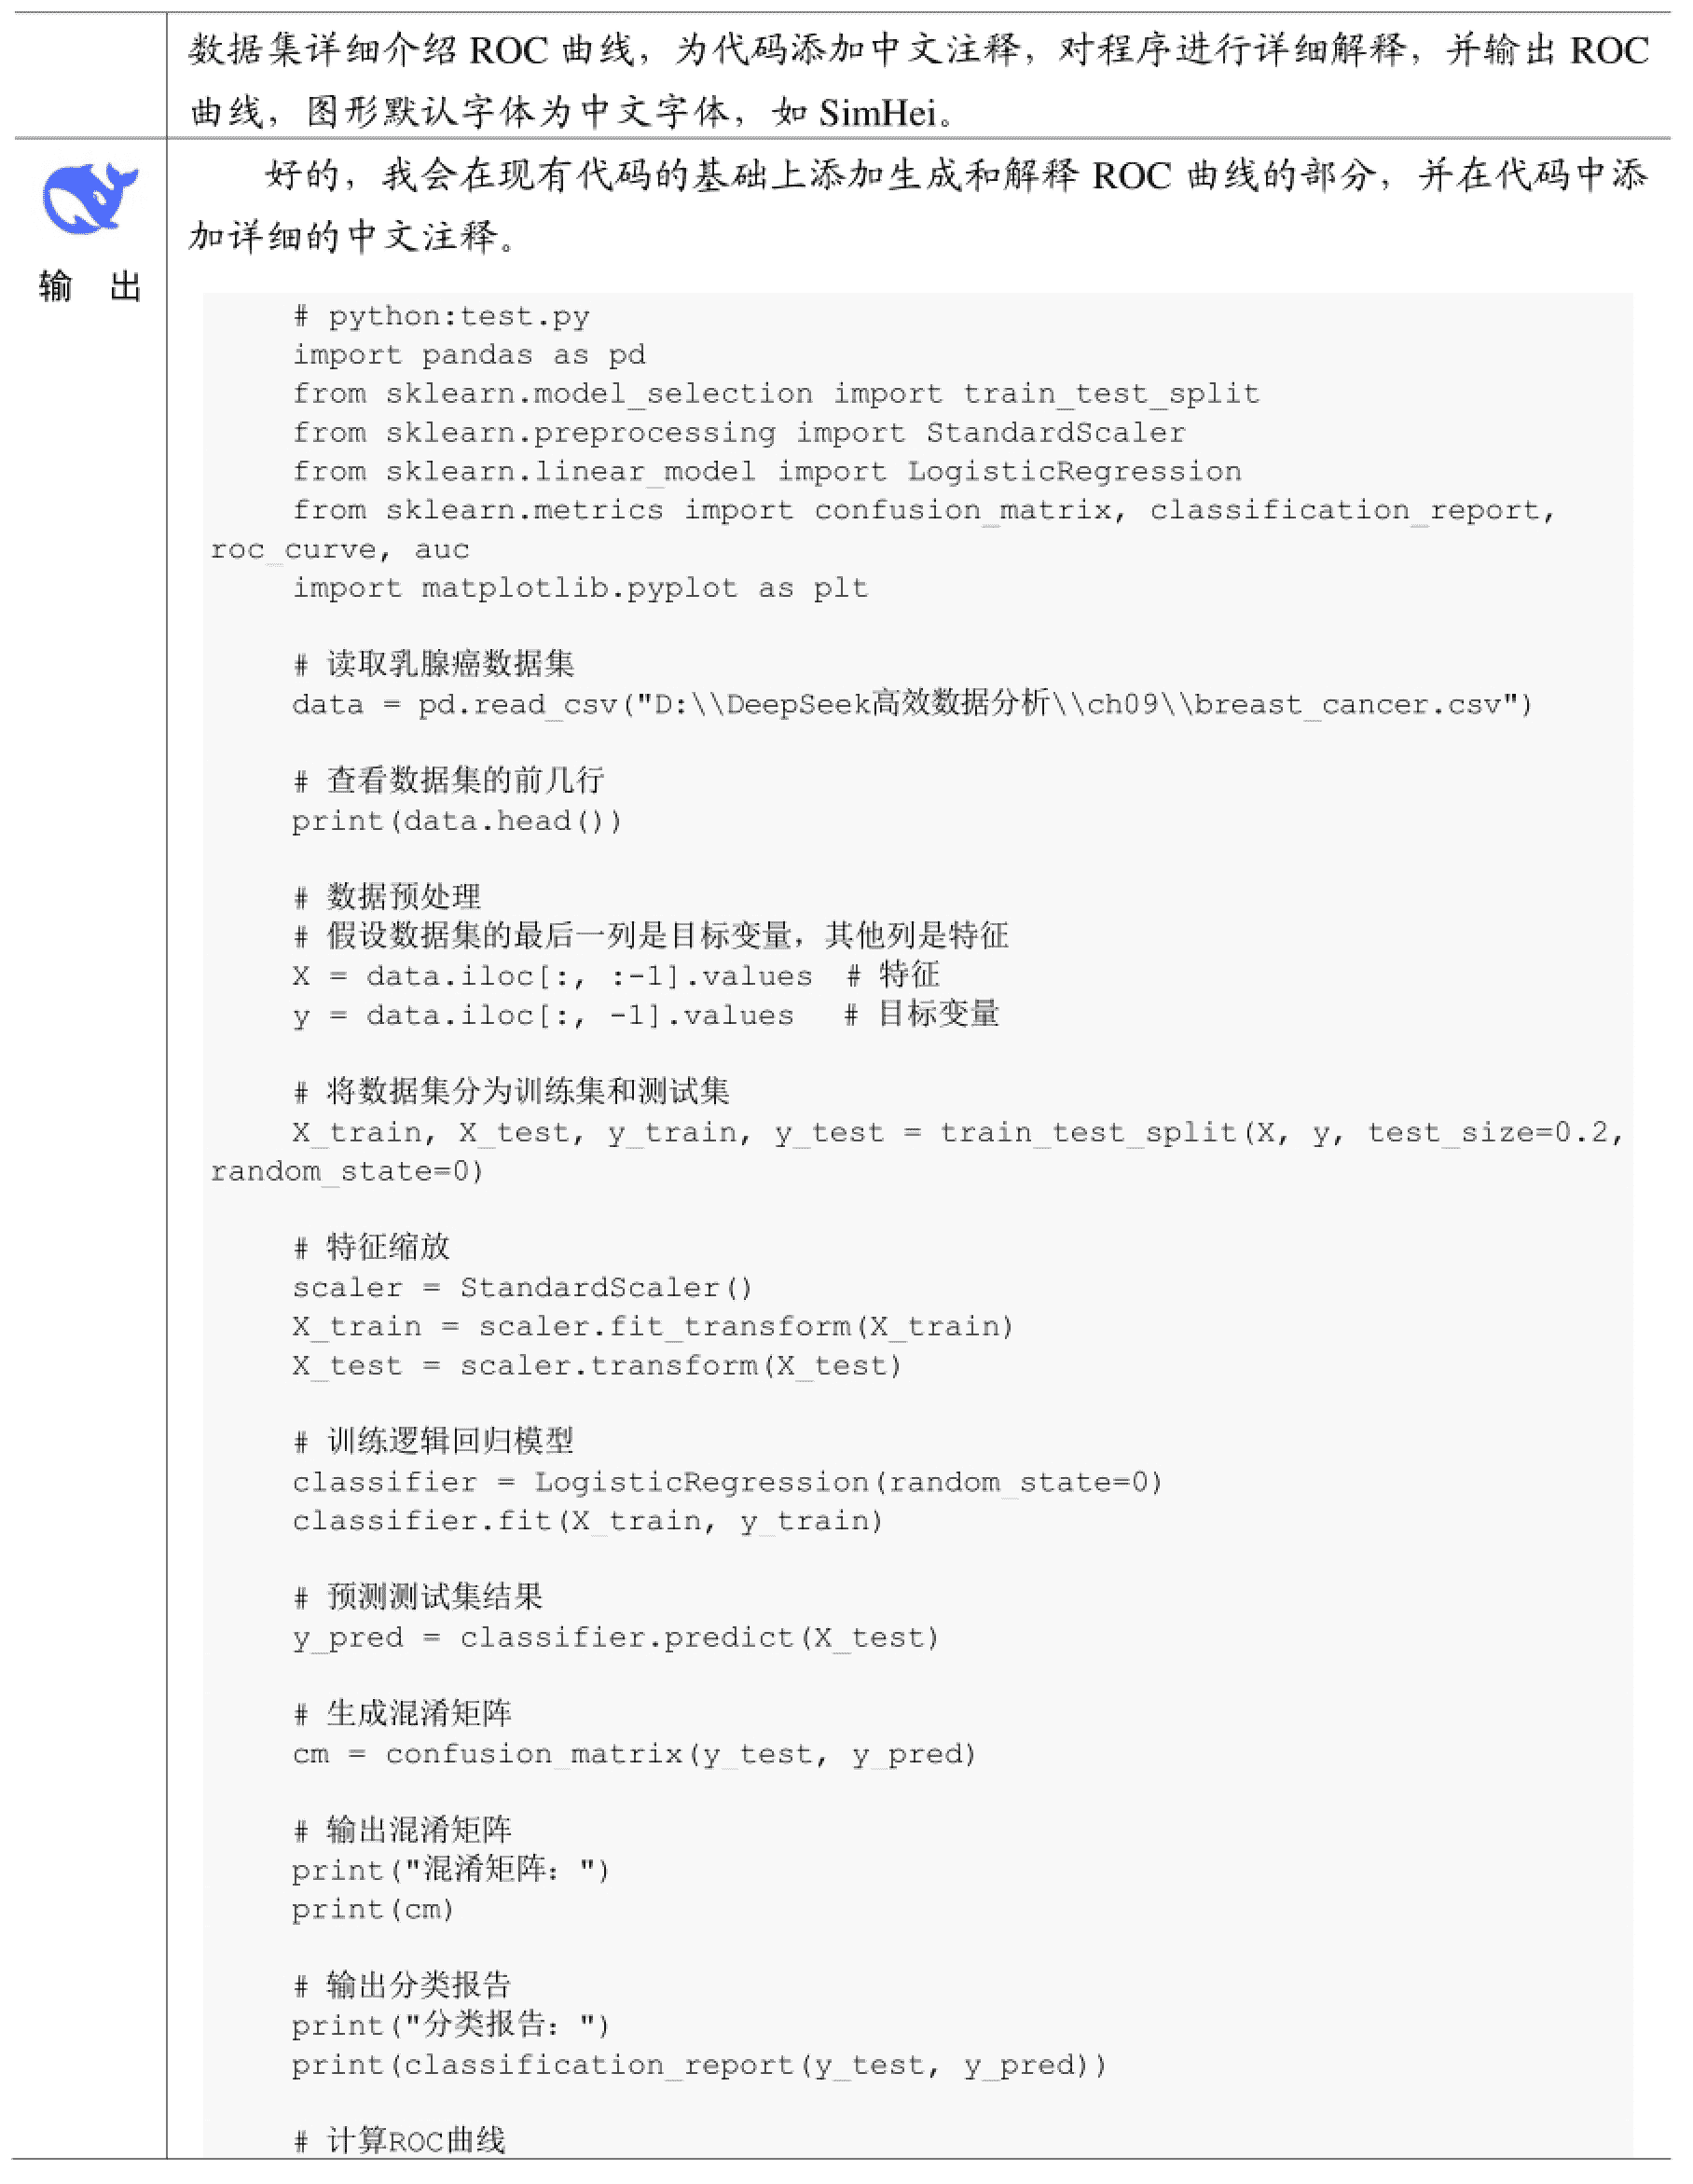 数据集详细介绍 ROC 曲线，为代码添加中文注释，对程序进行详细解释，并输出 ROC
曲线，图形默认字体为中文字体，如 SimHei。
输 出
好的，我会在现有代码的基础上添加生成和解释 ROC 曲线的部分，并在代码中添
加详细的中文注释。
# python:test.py
import pandas as pd
from sklearn.model_selection import train_test_split
from sklearn.preprocessing import StandardScaler
from sklearn.linear_model import LogisticRegression
from sklearn.metrics import confusion_matrix, classification_report,
roc_curve, auc
import matplotlib.pyplot as plt
# 读取乳腺癌数据集
data = pd.read_csv("D:\\DeepSeek高效数据分析\\ch09\\breast_cancer.csv")
# 查看数据集的前几行
print(data.head())
# 数据预处理
# 假设数据集的最后一列是目标变量，其他列是特征
X = data.iloc[:, :-1].values  # 特征
y = data.iloc[:, -1].values   # 目标变量
# 将数据集分为训练集和测试集
X_train, X_test, y_train, y_test = train_test_split(X, y, test_size=0.2,
random_state=0)
# 特征缩放
scaler = StandardScaler()
X_train = scaler.fit_transform(X_train)
X_test = scaler.transform(X_test)
# 训练逻辑回归模型
classifier = LogisticRegression(random_state=0)
classifier.fit(X_train, y_train)
# 预测测试集结果
y_pred = classifier.predict(X_test)
# 生成混淆矩阵
cm = confusion_matrix(y_test, y_pred)
# 输出混淆矩阵
print("混淆矩阵：")
print(cm)
# 输出分类报告
print("分类报告：")
print(classification_report(y_test, y_pred))
# 计算ROC曲线